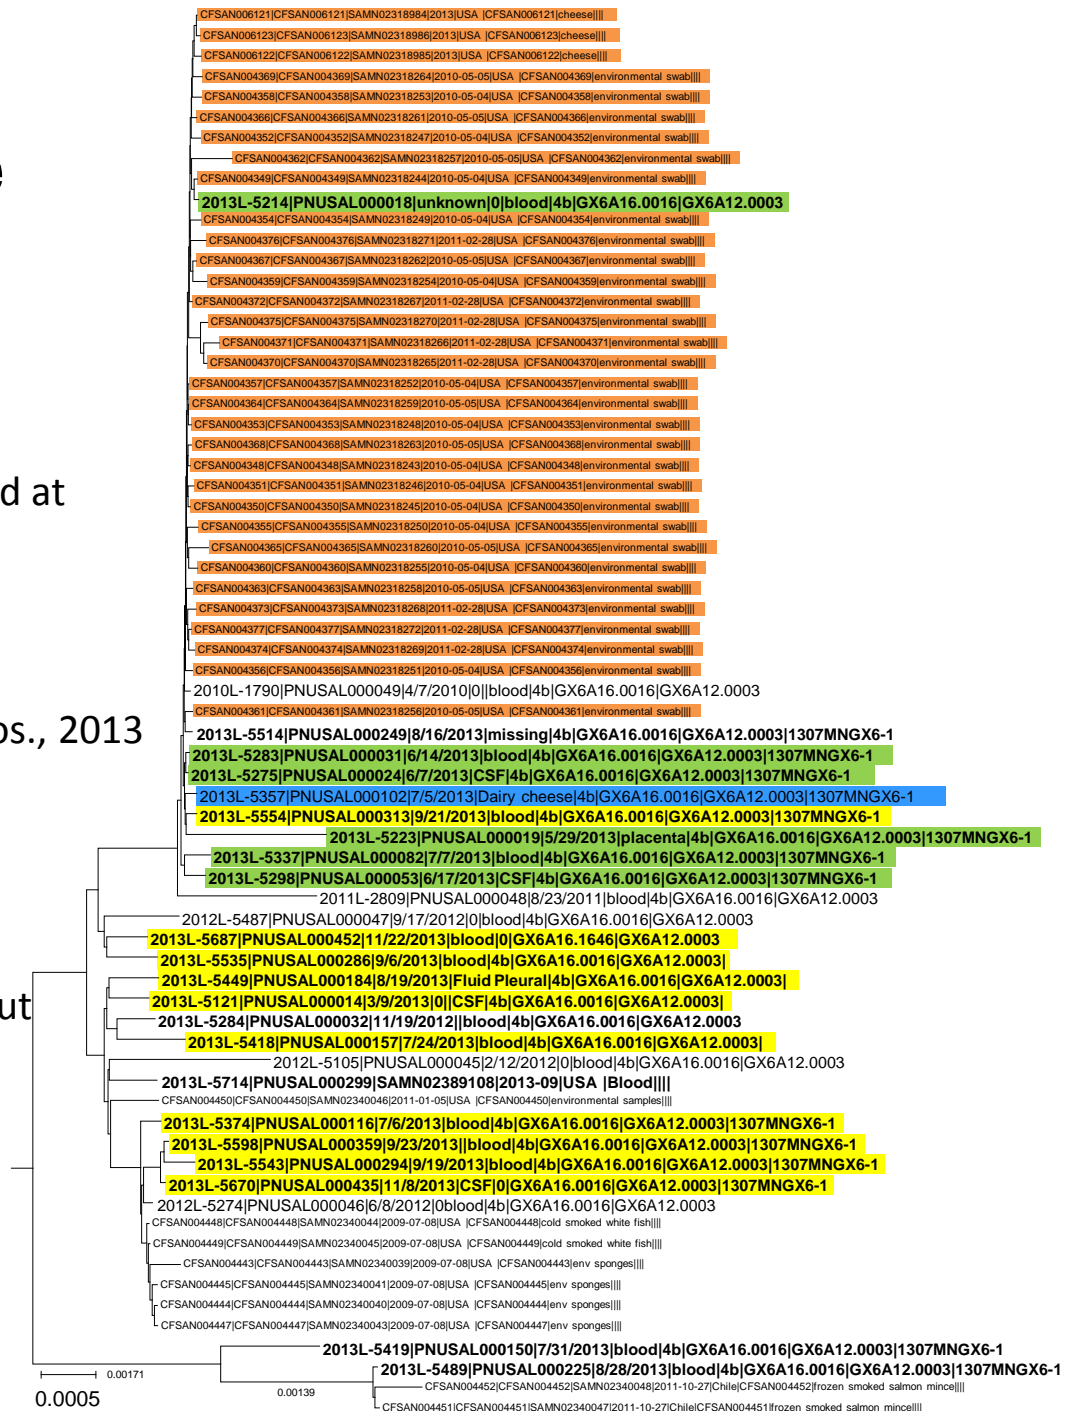 CFSAN006121|CFSAN006121|SAMN02318984|2013|USA |CFSAN006121|cheese||||
CFSAN006123|CFSAN006123|SAMN02318986|2013|USA |CFSAN006123|cheese||||
CFSAN006122|CFSAN006122|SAMN02318985|2013|USA |CFSAN006122|cheese||||
CFSAN004369|CFSAN004369|SAMN02318264|2010-05-05|USA |CFSAN004369|environmental swab||||
CFSAN004358|CFSAN004358|SAMN02318253|2010-05-04|USA |CFSAN004358|environmental swab||||
CFSAN004366|CFSAN004366|SAMN02318261|2010-05-05|USA |CFSAN004366|environmental swab||||
CFSAN004352|CFSAN004352|SAMN02318247|2010-05-04|USA |CFSAN004352|environmental swab||||
CFSAN004362|CFSAN004362|SAMN02318257|2010-05-05|USA |CFSAN004362|environmental swab||||
e
CFSAN004349|CFSAN004349|SAMN02318244|2010-05-04|USA |CFSAN004349|environmental swab||||
2013L-5214|PNUSAL000018|unknown|0|blood|4b|GX6A16.0016|GX6A12.0003
CFSAN004354|CFSAN004354|SAMN02318249|2010-05-04|USA |CFSAN004354|environmental swab||||
CFSAN004376|CFSAN004376|SAMN02318271|2011-02-28|USA |CFSAN004376|environmental swab||||
CFSAN004367|CFSAN004367|SAMN02318262|2010-05-05|USA |CFSAN004367|environmental swab||||
CFSAN004359|CFSAN004359|SAMN02318254|2010-05-04|USA |CFSAN004359|environmental swab||||
CFSAN004372|CFSAN004372|SAMN02318267|2011-02-28|USA |CFSAN004372|environmental swab||||
CFSAN004375|CFSAN004375|SAMN02318270|2011-02-28|USA |CFSAN004375|environmental swab||||
CFSAN004371|CFSAN004371|SAMN02318266|2011-02-28|USA |CFSAN004371|environmental swab||||
CFSAN004370|CFSAN004370|SAMN02318265|2011-02-28|USA |CFSAN004370|environmental swab||||
CFSAN004357|CFSAN004357|SAMN02318252|2010-05-04|USA |CFSAN004357|environmental swab||||
CFSAN004364|CFSAN004364|SAMN02318259|2010-05-05|USA |CFSAN004364|environmental swab||||
CFSAN004353|CFSAN004353|SAMN02318248|2010-05-04|USA |CFSAN004353|environmental swab||||
CFSAN004368|CFSAN004368|SAMN02318263|2010-05-05|USA |CFSAN004368|environmental swab||||
CFSAN004348|CFSAN004348|SAMN02318243|2010-05-04|USA |CFSAN004348|environmental swab||||
CFSAN004351|CFSAN004351|SAMN02318246|2010-05-04|USA |CFSAN004351|environmental swab||||
d at
CFSAN004350|CFSAN004350|SAMN02318245|2010-05-04|USA |CFSAN004350|environmental swab||||
CFSAN004355|CFSAN004355|SAMN02318250|2010-05-04|USA |CFSAN004355|environmental swab||||
CFSAN004365|CFSAN004365|SAMN02318260|2010-05-05|USA |CFSAN004365|environmental swab||||
CFSAN004360|CFSAN004360|SAMN02318255|2010-05-04|USA |CFSAN004360|environmental swab||||
CFSAN004363|CFSAN004363|SAMN02318258|2010-05-05|USA |CFSAN004363|environmental swab||||
CFSAN004373|CFSAN004373|SAMN02318268|2011-02-28|USA |CFSAN004373|environmental swab||||
CFSAN004377|CFSAN004377|SAMN02318272|2011-02-28|USA |CFSAN004377|environmental swab||||
CFSAN004374|CFSAN004374|SAMN02318269|2011-02-28|USA |CFSAN004374|environmental swab||||
CFSAN004356|CFSAN004356|SAMN02318251|2010-05-04|USA |CFSAN004356|environmental swab||||
2010L-1790|PNUSAL000049|4/7/2010|0||blood|4b|GX6A16.0016|GX6A12.0003
CFSAN004361|CFSAN004361|SAMN02318256|2010-05-05|USA |CFSAN004361|environmental swab||||
os., 2013
2013L-5514|PNUSAL000249|8/16/2013|missing|4b|GX6A16.0016|GX6A12.0003|1307MNGX6-1
2013L-5283|PNUSAL000031|6/14/2013|blood|4b|GX6A16.0016|GX6A12.0003|1307MNGX6-1
2013L-5275|PNUSAL000024|6/7/2013|CSF|4b|GX6A16.0016|GX6A12.0003|1307MNGX6-1
2013L-5357|PNUSAL000102|7/5/2013|Dairy cheese|4b|GX6A16.0016|GX6A12.0003|1307MNGX6-1
2013L-5554|PNUSAL000313|9/21/2013|blood|4b|GX6A16.0016|GX6A12.0003|1307MNGX6-1
2013L-5223|PNUSAL000019|5/29/2013|placenta|4b|GX6A16.0016|GX6A12.0003|1307MNGX6-1
2013L-5337|PNUSAL000082|7/7/2013|blood|4b|GX6A16.0016|GX6A12.0003|1307MNGX6-1
2013L-5298|PNUSAL000053|6/17/2013|CSF|4b|GX6A16.0016|GX6A12.0003|1307MNGX6-1
2011L-2809|PNUSAL000048|8/23/2011|blood|4b|GX6A16.0016|GX6A12.0003
2012L-5487|PNUSAL000047|9/17/2012|0|blood|4b|GX6A16.0016|GX6A12.0003
2013L-5687|PNUSAL000452|11/22/2013|blood|0|GX6A16.1646|GX6A12.0003
2013L-5535|PNUSAL000286|9/6/2013|blood|4b|GX6A16.0016|GX6A12.0003|
2013L-5449|PNUSAL000184|8/19/2013|Fluid Pleural|4b|GX6A16.0016|GX6A12.0003|
2013L-5121|PNUSAL000014|3/9/2013|0||CSF|4b|GX6A16.0016|GX6A12.0003|
ut
2013L-5284|PNUSAL000032|11/19/2012||blood|4b|GX6A16.0016|GX6A12.0003
2013L-5418|PNUSAL000157|7/24/2013|blood|4b|GX6A16.0016|GX6A12.0003|
2012L-5105|PNUSAL000045|2/12/2012|0|blood|4b|GX6A16.0016|GX6A12.0003
2013L-5714|PNUSAL000299|SAMN02389108|2013-09|USA |Blood||||
CFSAN004450|CFSAN004450|SAMN02340046|2011-01-05|USA |CFSAN004450|environmental samples||||
2013L-5374|PNUSAL000116|7/6/2013|blood|4b|GX6A16.0016|GX6A12.0003|1307MNGX6-1
2013L-5598|PNUSAL000359|9/23/2013||blood|4b|GX6A16.0016|GX6A12.0003|1307MNGX6-1
2013L-5543|PNUSAL000294|9/19/2013|blood|4b|GX6A16.0016|GX6A12.0003|1307MNGX6-1
2013L-5670|PNUSAL000435|11/8/2013|CSF|0|GX6A16.0016|GX6A12.0003|1307MNGX6-1
2012L-5274|PNUSAL000046|6/8/2012|0blood|4b|GX6A16.0016|GX6A12.0003
CFSAN004448|CFSAN004448|SAMN02340044|2009-07-08|USA |CFSAN004448|cold smoked white fish||||
CFSAN004449|CFSAN004449|SAMN02340045|2009-07-08|USA |CFSAN004449|cold smoked white fish||||
CFSAN004443|CFSAN004443|SAMN02340039|2009-07-08|USA |CFSAN004443|env sponges||||
CFSAN004445|CFSAN004445|SAMN02340041|2009-07-08|USA |CFSAN004445|env sponges||||
CFSAN004444|CFSAN004444|SAMN02340040|2009-07-08|USA |CFSAN004444|env sponges||||
CFSAN004447|CFSAN004447|SAMN02340043|2009-07-08|USA |CFSAN004447|env sponges||||
2013L-5419|PNUSAL000150|7/31/2013|blood|4b|GX6A16.0016|GX6A12.0003|1307MNGX6-1
2013L-5489|PNUSAL000225|8/28/2013|blood|4b|GX6A16.0016|GX6A12.0003|1307MNGX6-1
0.00171
CFSAN004452|CFSAN004452|SAMN02340048|2011-10-27|Chile|CFSAN004452|frozen smoked salmon mince||||
0.00139
0.0005
CFSAN004451|CFSAN004451|SAMN02340047|2011-10-27|Chile|CFSAN004451|frozen smoked salmon mince||||